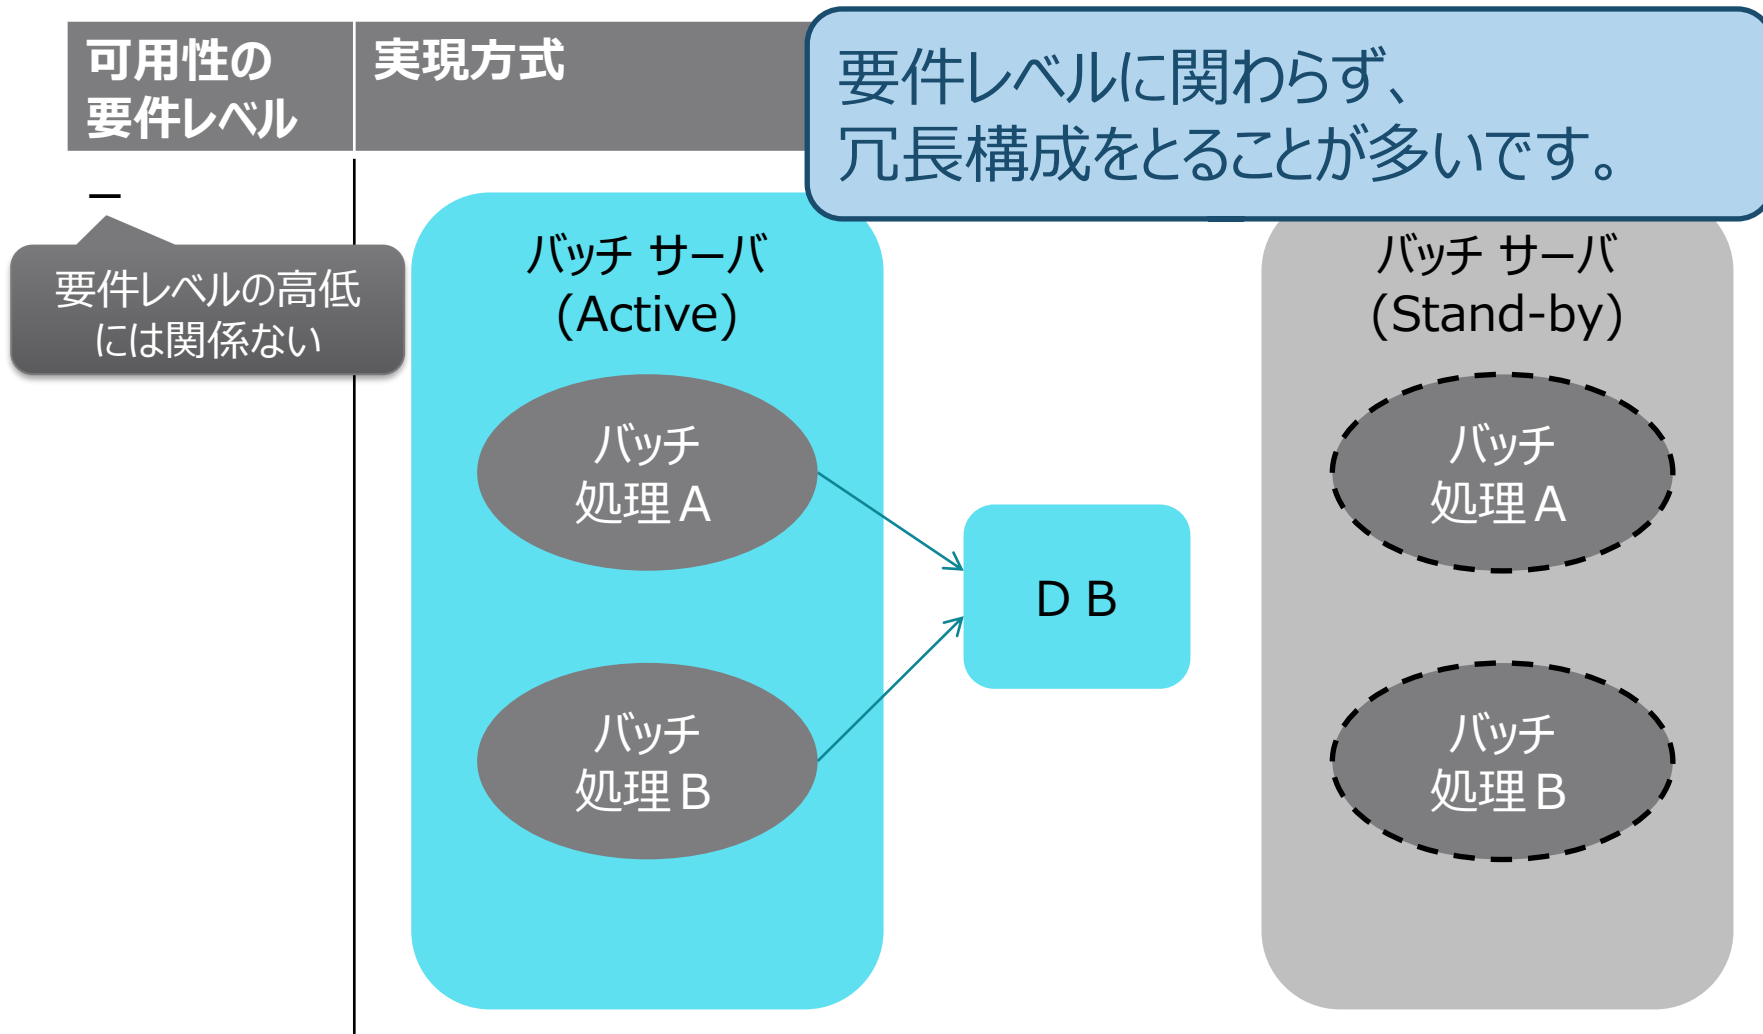 可用性の
要件レベル
実現方式
要件レベルに関わらず、
冗長構成をとることが多いです。
–
要件レベルの高低
には関係ない
バッチ サーバ
(Active)
バッチ
処理A
バッチ
処理B
ＤＢ
バッチ サーバ
(Stand-by)
バッチ
処理A
バッチ
処理B